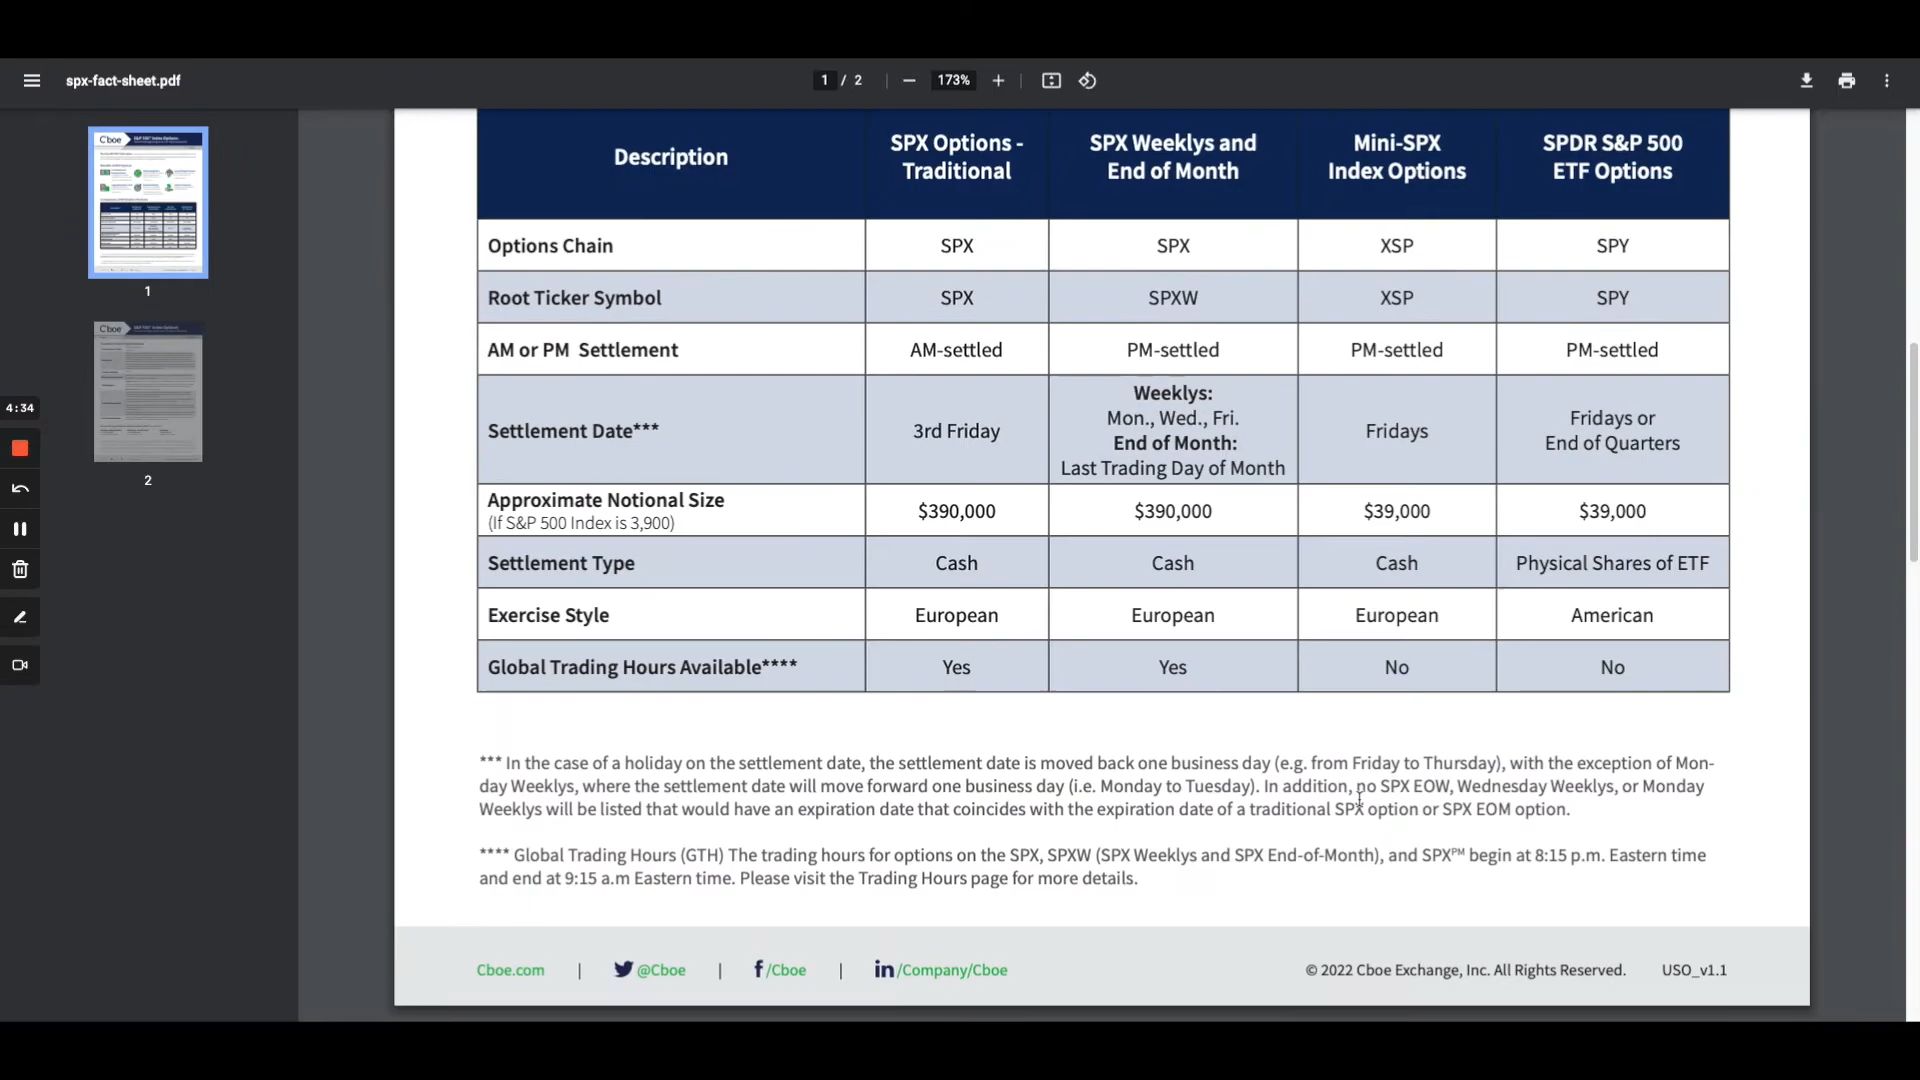 spx-fact-sheet.pdf
1 / 2
173%
Cboe
1
Cboe
2
4:34
Description
SPX Options -
Traditional
SPX Weeklys and
End of Month
Mini-SPX
Index Options
SPDR S&P 500
ETF Options
Options Chain
SPX
SPX
XSP
SPY
Root Ticker Symbol
SPX
SPXW
XSP
SPY
AM or PM Settlement
AM-settled
PM-settled
PM-settled
PM-settled
Settlement Date***
3rd Friday
Weeklys:
Mon., Wed., Fri.
End of Month:
Last Trading Day of Month
Fridays
Fridays or
End of Quarters
Approximate Notional Size
(If S&P 500 Index is 3,900)
$390,000
$390,000
$39,000
$39,000
Settlement Type
Cash
Cash
Cash
Physical Shares of ETF
Exercise Style
European
European
European
American
Global Trading Hours Available****
Yes
Yes
No
No
*** In the case of a holiday on the settlement date, the settlement date is moved back one business day (e.g. from Friday to Thursday), with the exception of Mon-
day Weeklys, where the settlement date will move forward one business day (i.e. Monday to Tuesday). In addition, no SPX EOW, Wednesday Weeklys, or Monday
Weeklys will be listed that would have an expiration date that coincides with the expiration date of a traditional SPX option or SPX EOM option.
**** Global Trading Hours (GTH) The trading hours for options on the SPX, SPXW (SPX Weeklys and SPX End-of-Month), and SPXPM begin at 8:15 p.m. Eastern time
and end at 9:15 a.m Eastern time. Please visit the Trading Hours page for more details.
Cboe.com | @Cboe | f/Cboe | in/Company/Cboe
© 2022 Cboe Exchange, Inc. All Rights Reserved. USO_v1.1